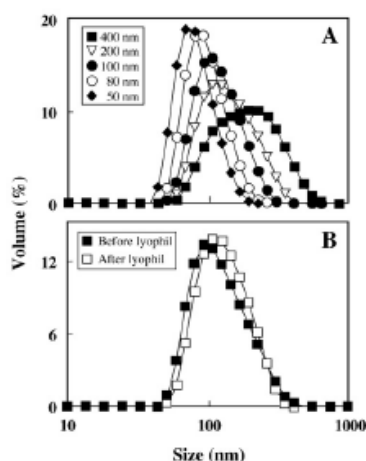 20
10
0
A
400 nm
200 nm
100 nm
80 nm
50 nm
Volume (%)
12
6
0
B
Before lyophil
After lyophil
10
100
1000
Size (nm)